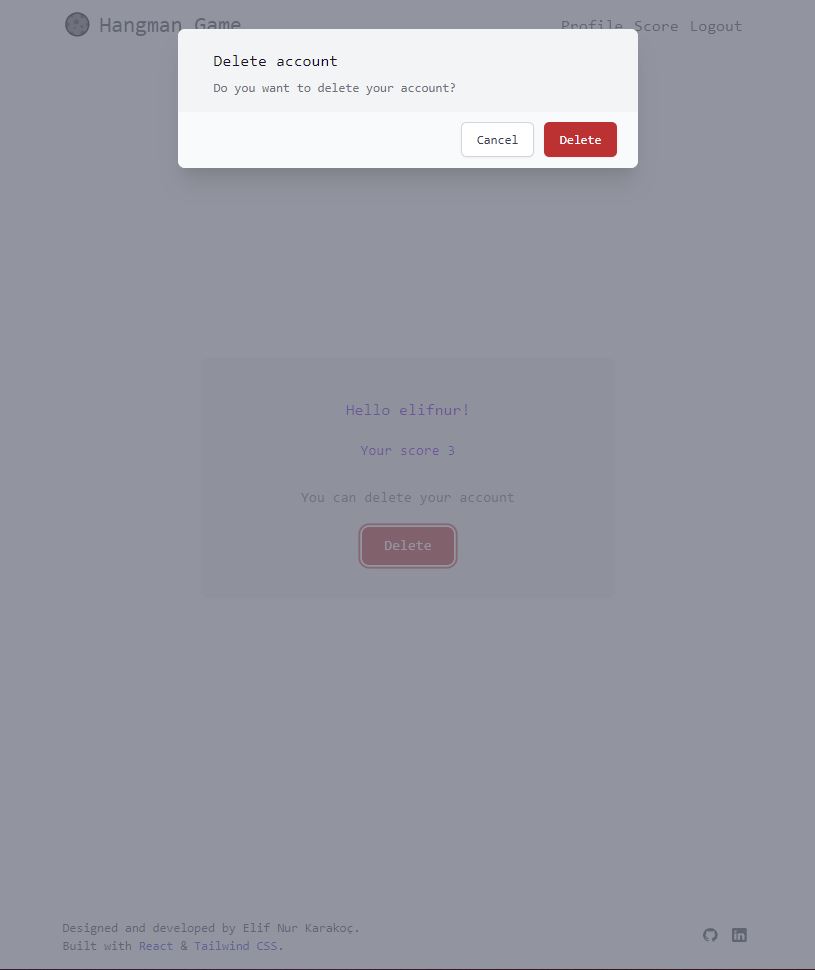 Hangman Game
Profile Score Logout
Delete account
Do you want to delete your account?
Cancel Delete
Hello elifnur!
Your score 3
You can delete your account
Delete
Designed and developed by Elif Nur Karakoç.
Built with React & Tailwind CSS.